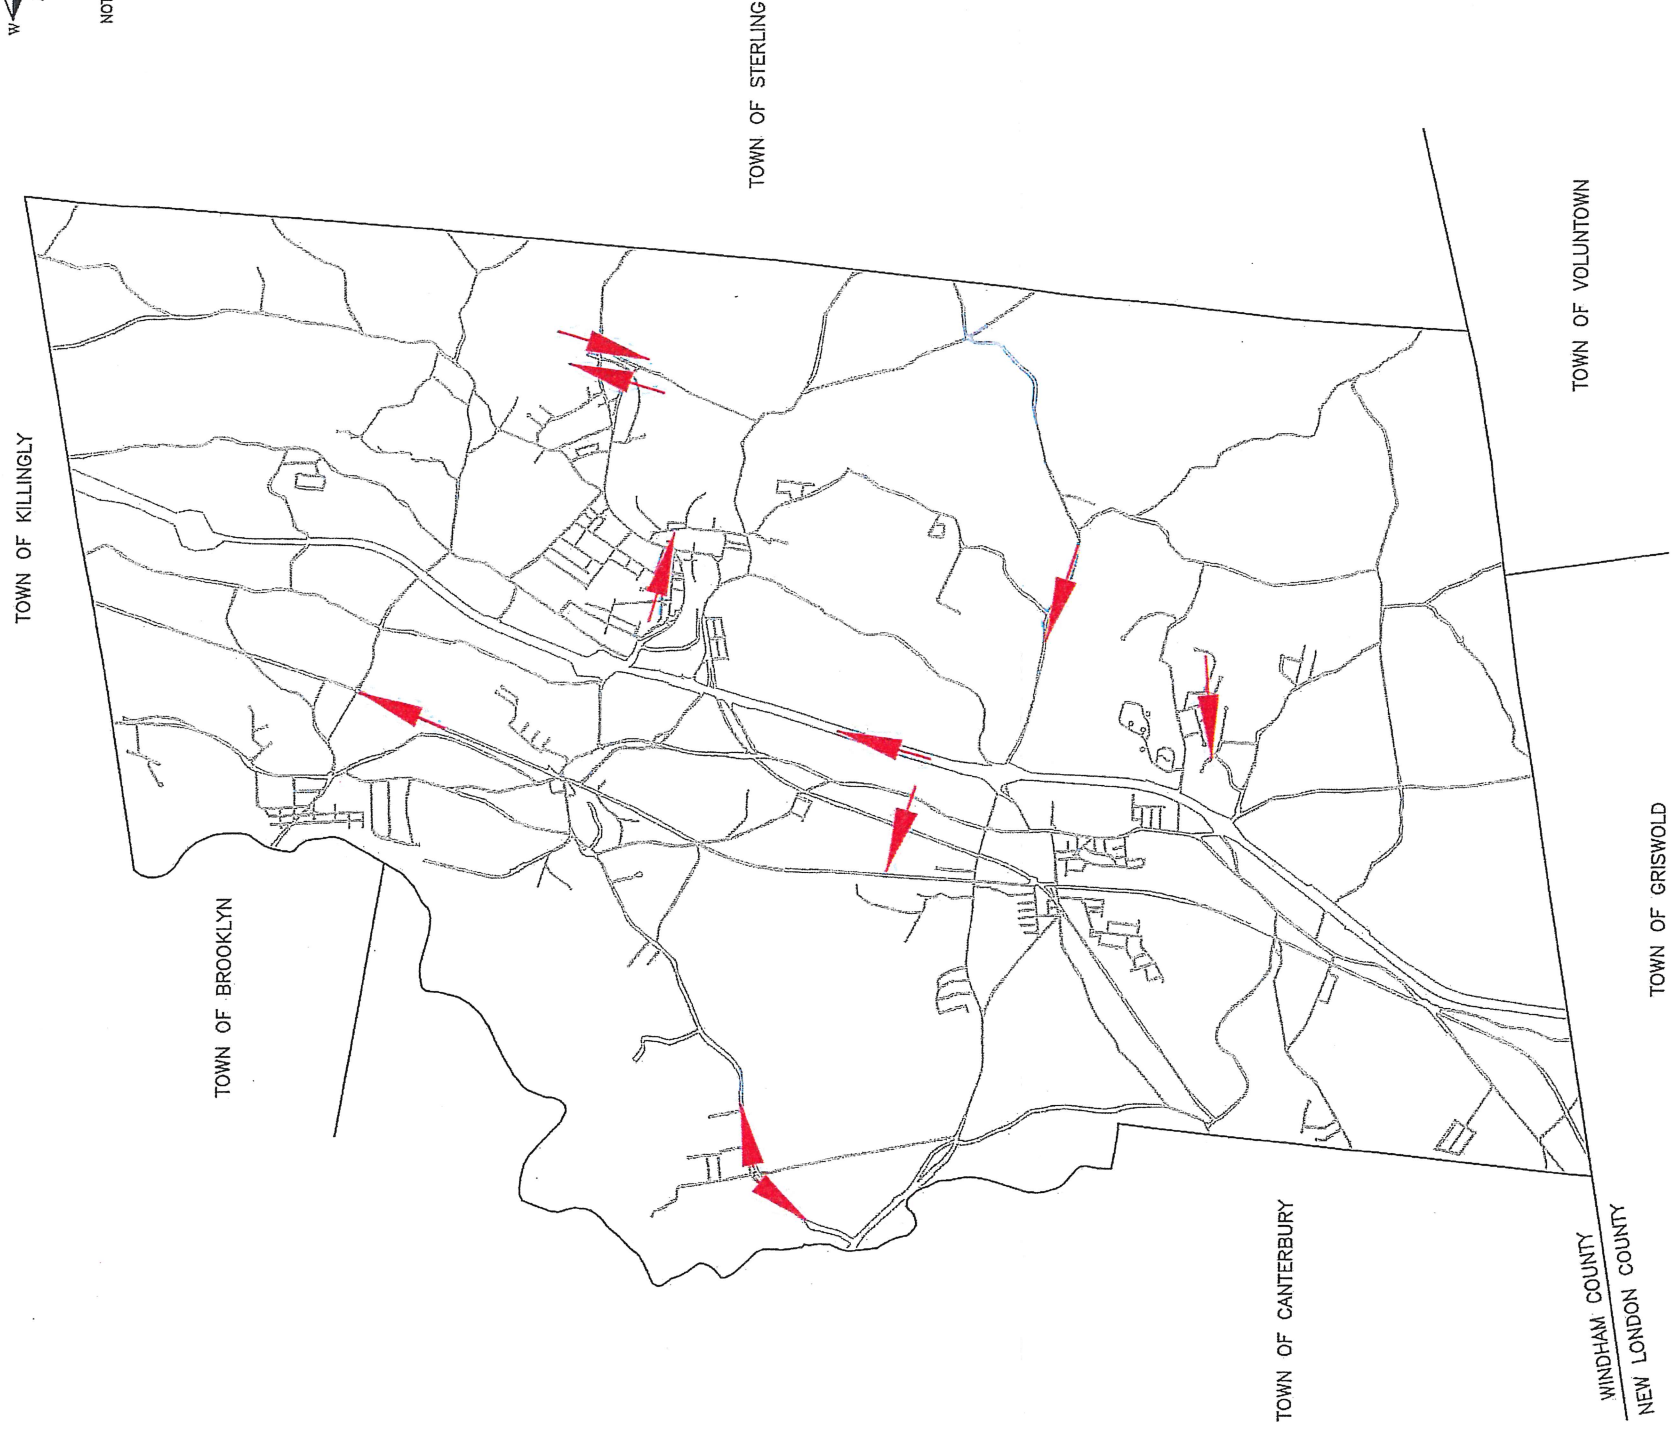 W
NOT
TOWN OF KILLINGLY
TOWN OF STERLING
TOWN OF VOLUNTOWN
TOWN OF BROOKLYN
TOWN OF GRISWOLD
TOWN OF CANTERBURY
WINDHAM COUNTY
NEW LONDON COUNTY